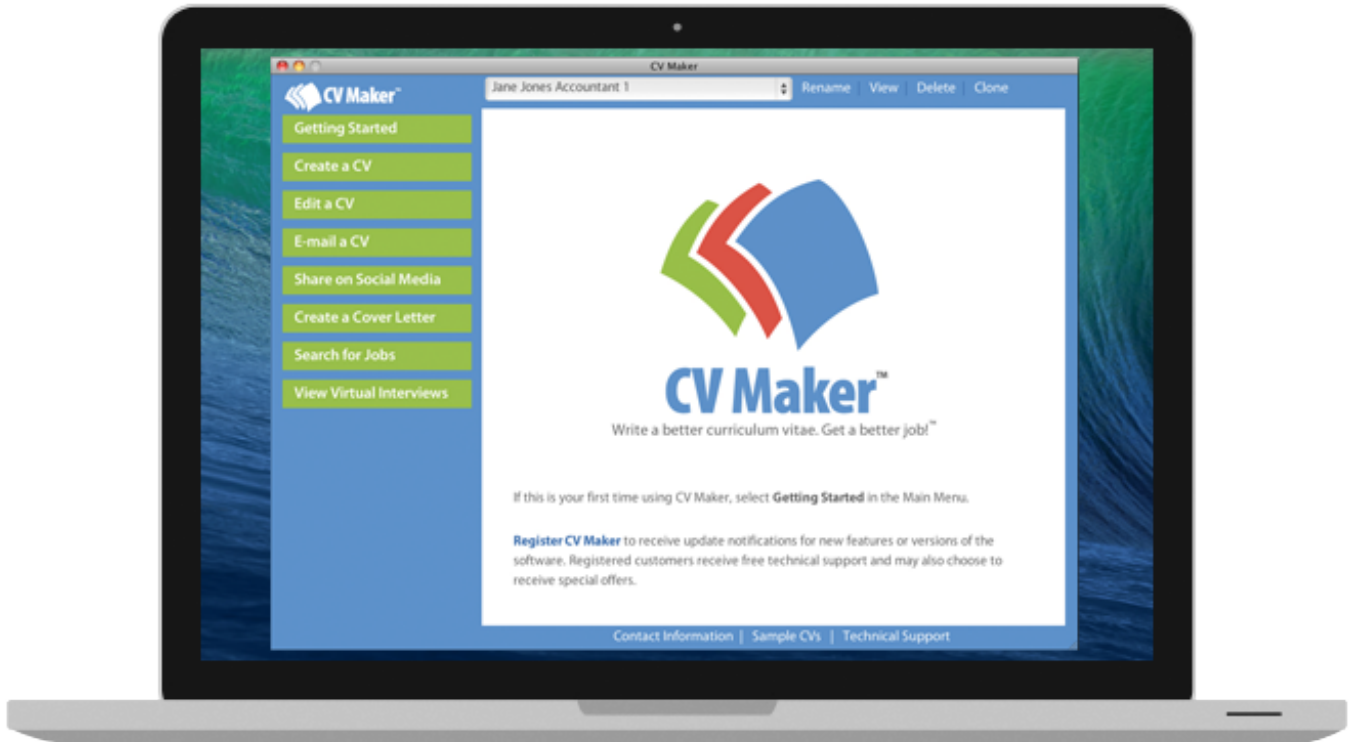 CV Maker
CV Maker™
Jane Jones Accountant 1
Rename | View | Delete | Clone
Getting Started
Create a CV
Edit a CV
E-mail a CV
Share on Social Media
Create a Cover Letter
Search for Jobs
View Virtual Interviews
CV Maker™
Write a better curriculum vitae. Get a better job!™
If this is your first time using CV Maker, select Getting Started in the Main Menu.
Register CV Maker to receive update notifications for new features or versions of the
software. Registered customers receive free technical support and may also choose to
receive special offers.
Contact Information | Sample CVs | Technical Support